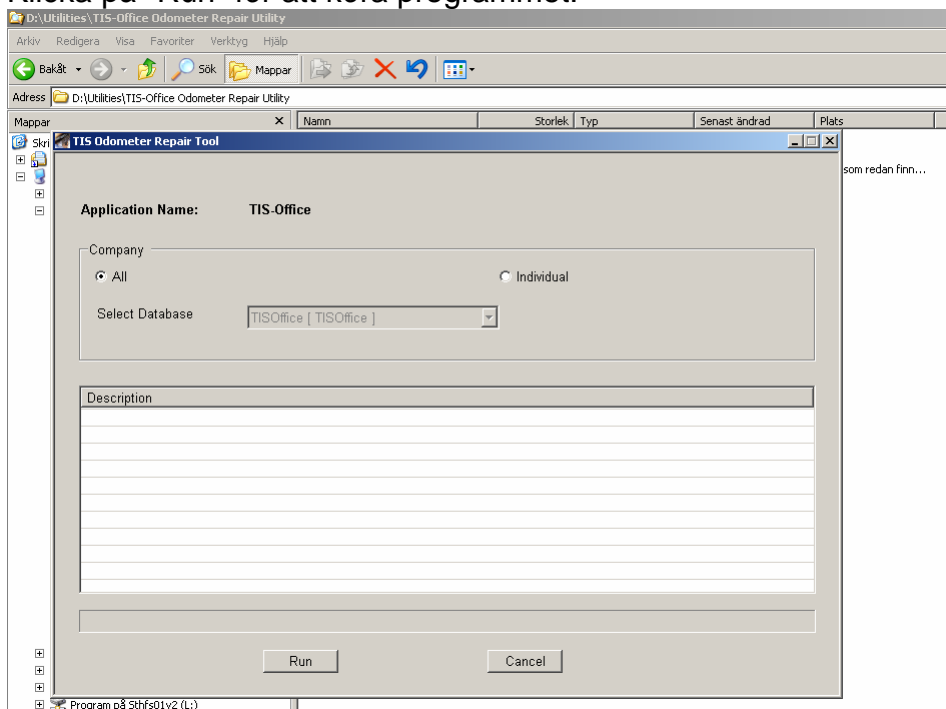 Klicka på "Run" för att köra programmet.
D:\Utilities\TIS-Office Odometer Repair Utility
Arkiv Redigera Visa Favoriter Verktyg Hjälp
Bakåt Sök Mappar
Adress D:\Utilities\TIS-Office Odometer Repair Utility
Mappar Namn Storlek Typ Senast ändrad Plats
Skri
TIS Odometer Repair Tool
som redan finn...
Application Name: TIS-Office
Company
All Individual
Select Database TISOffice [ TISOffice ]
Description
Run Cancel
Program på Sthfs01v2 (L:)